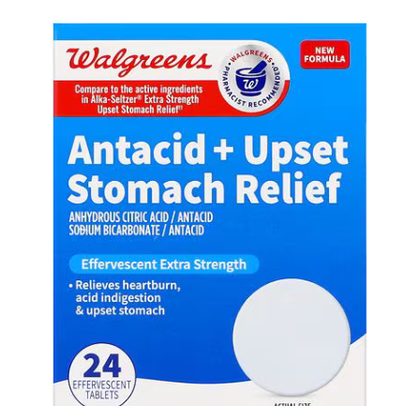 Walgreens
WALGREENS
PHARMACIST RECOMMENDED
W
NEW
FORMULA
Compare to the active ingredients
in Alka-Seltzer® Extra Strength
Upset Stomach Relief††
Antacid + Upset
Stomach Relief
ANHYDROUS CITRIC ACID / ANTACID
SODIUM BICARBONATE / ANTACID
Effervescent Extra Strength
• Relieves heartburn,
acid indigestion
& upset stomach
24
EFFERVESCENT
TABLETS
ACTUAL SIZE